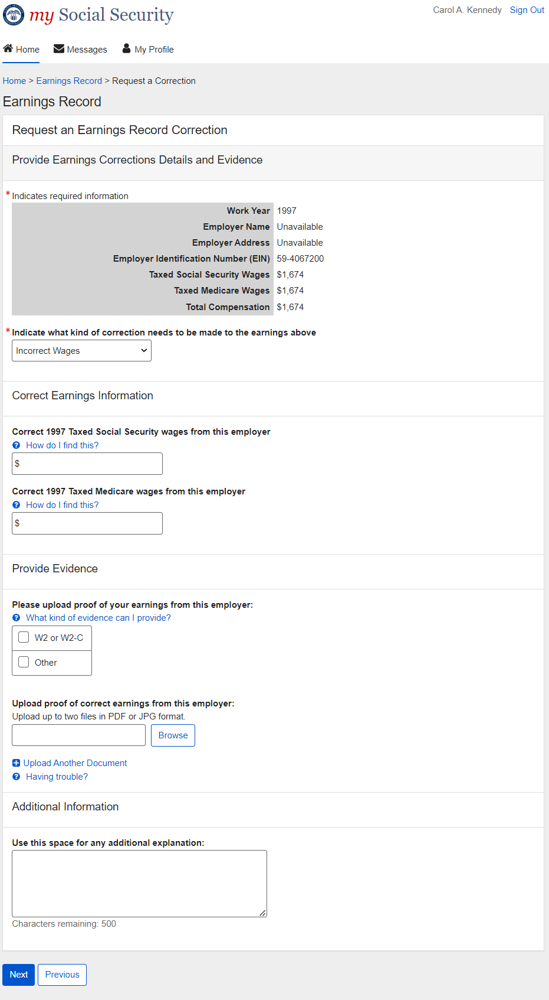 my Social Security
Carol A. Kennedy Sign Out
Home Messages My Profile
Home > Earnings Record > Request a Correction
Earnings Record
Request an Earnings Record Correction
Provide Earnings Corrections Details and Evidence
* Indicates required information
Work Year 1997
Employer Name Unavailable
Employer Address Unavailable
Employer Identification Number (EIN) 59-4067200
Taxed Social Security Wages $1,674
Taxed Medicare Wages $1,674
Total Compensation $1,674
* Indicate what kind of correction needs to be made to the earnings above
Incorrect Wages
Correct Earnings Information
Correct 1997 Taxed Social Security wages from this employer
? How do I find this?
$
Correct 1997 Taxed Medicare wages from this employer
? How do I find this?
$
Provide Evidence
Please upload proof of your earnings from this employer:
? What kind of evidence can I provide?
W2 or W2-C
Other
Upload proof of correct earnings from this employer:
Upload up to two files in PDF or JPG format.
Browse
Upload Another Document
? Having trouble?
Additional Information
Use this space for any additional explanation:
Characters remaining: 500
Next Previous